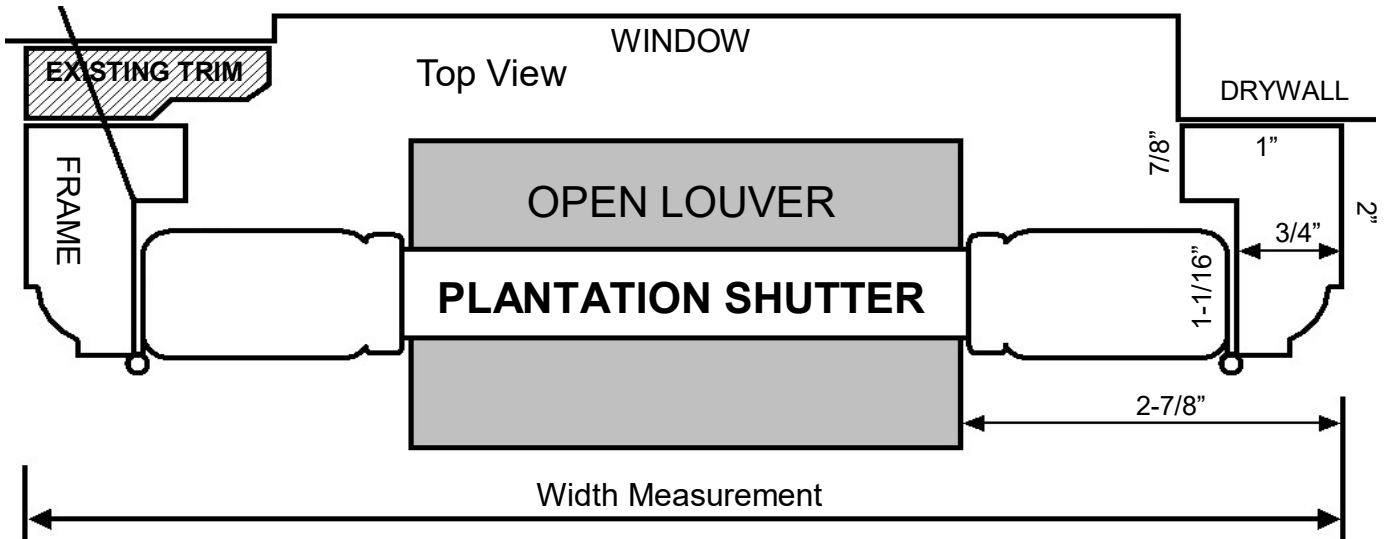 WINDOW
EXISTING TRIM
Top View
DRYWALL
FRAME
7/8”
1”
2”
OPEN LOUVER
3/4”
1-1/16”
PLANTATION SHUTTER
2-7/8”
Width Measurement